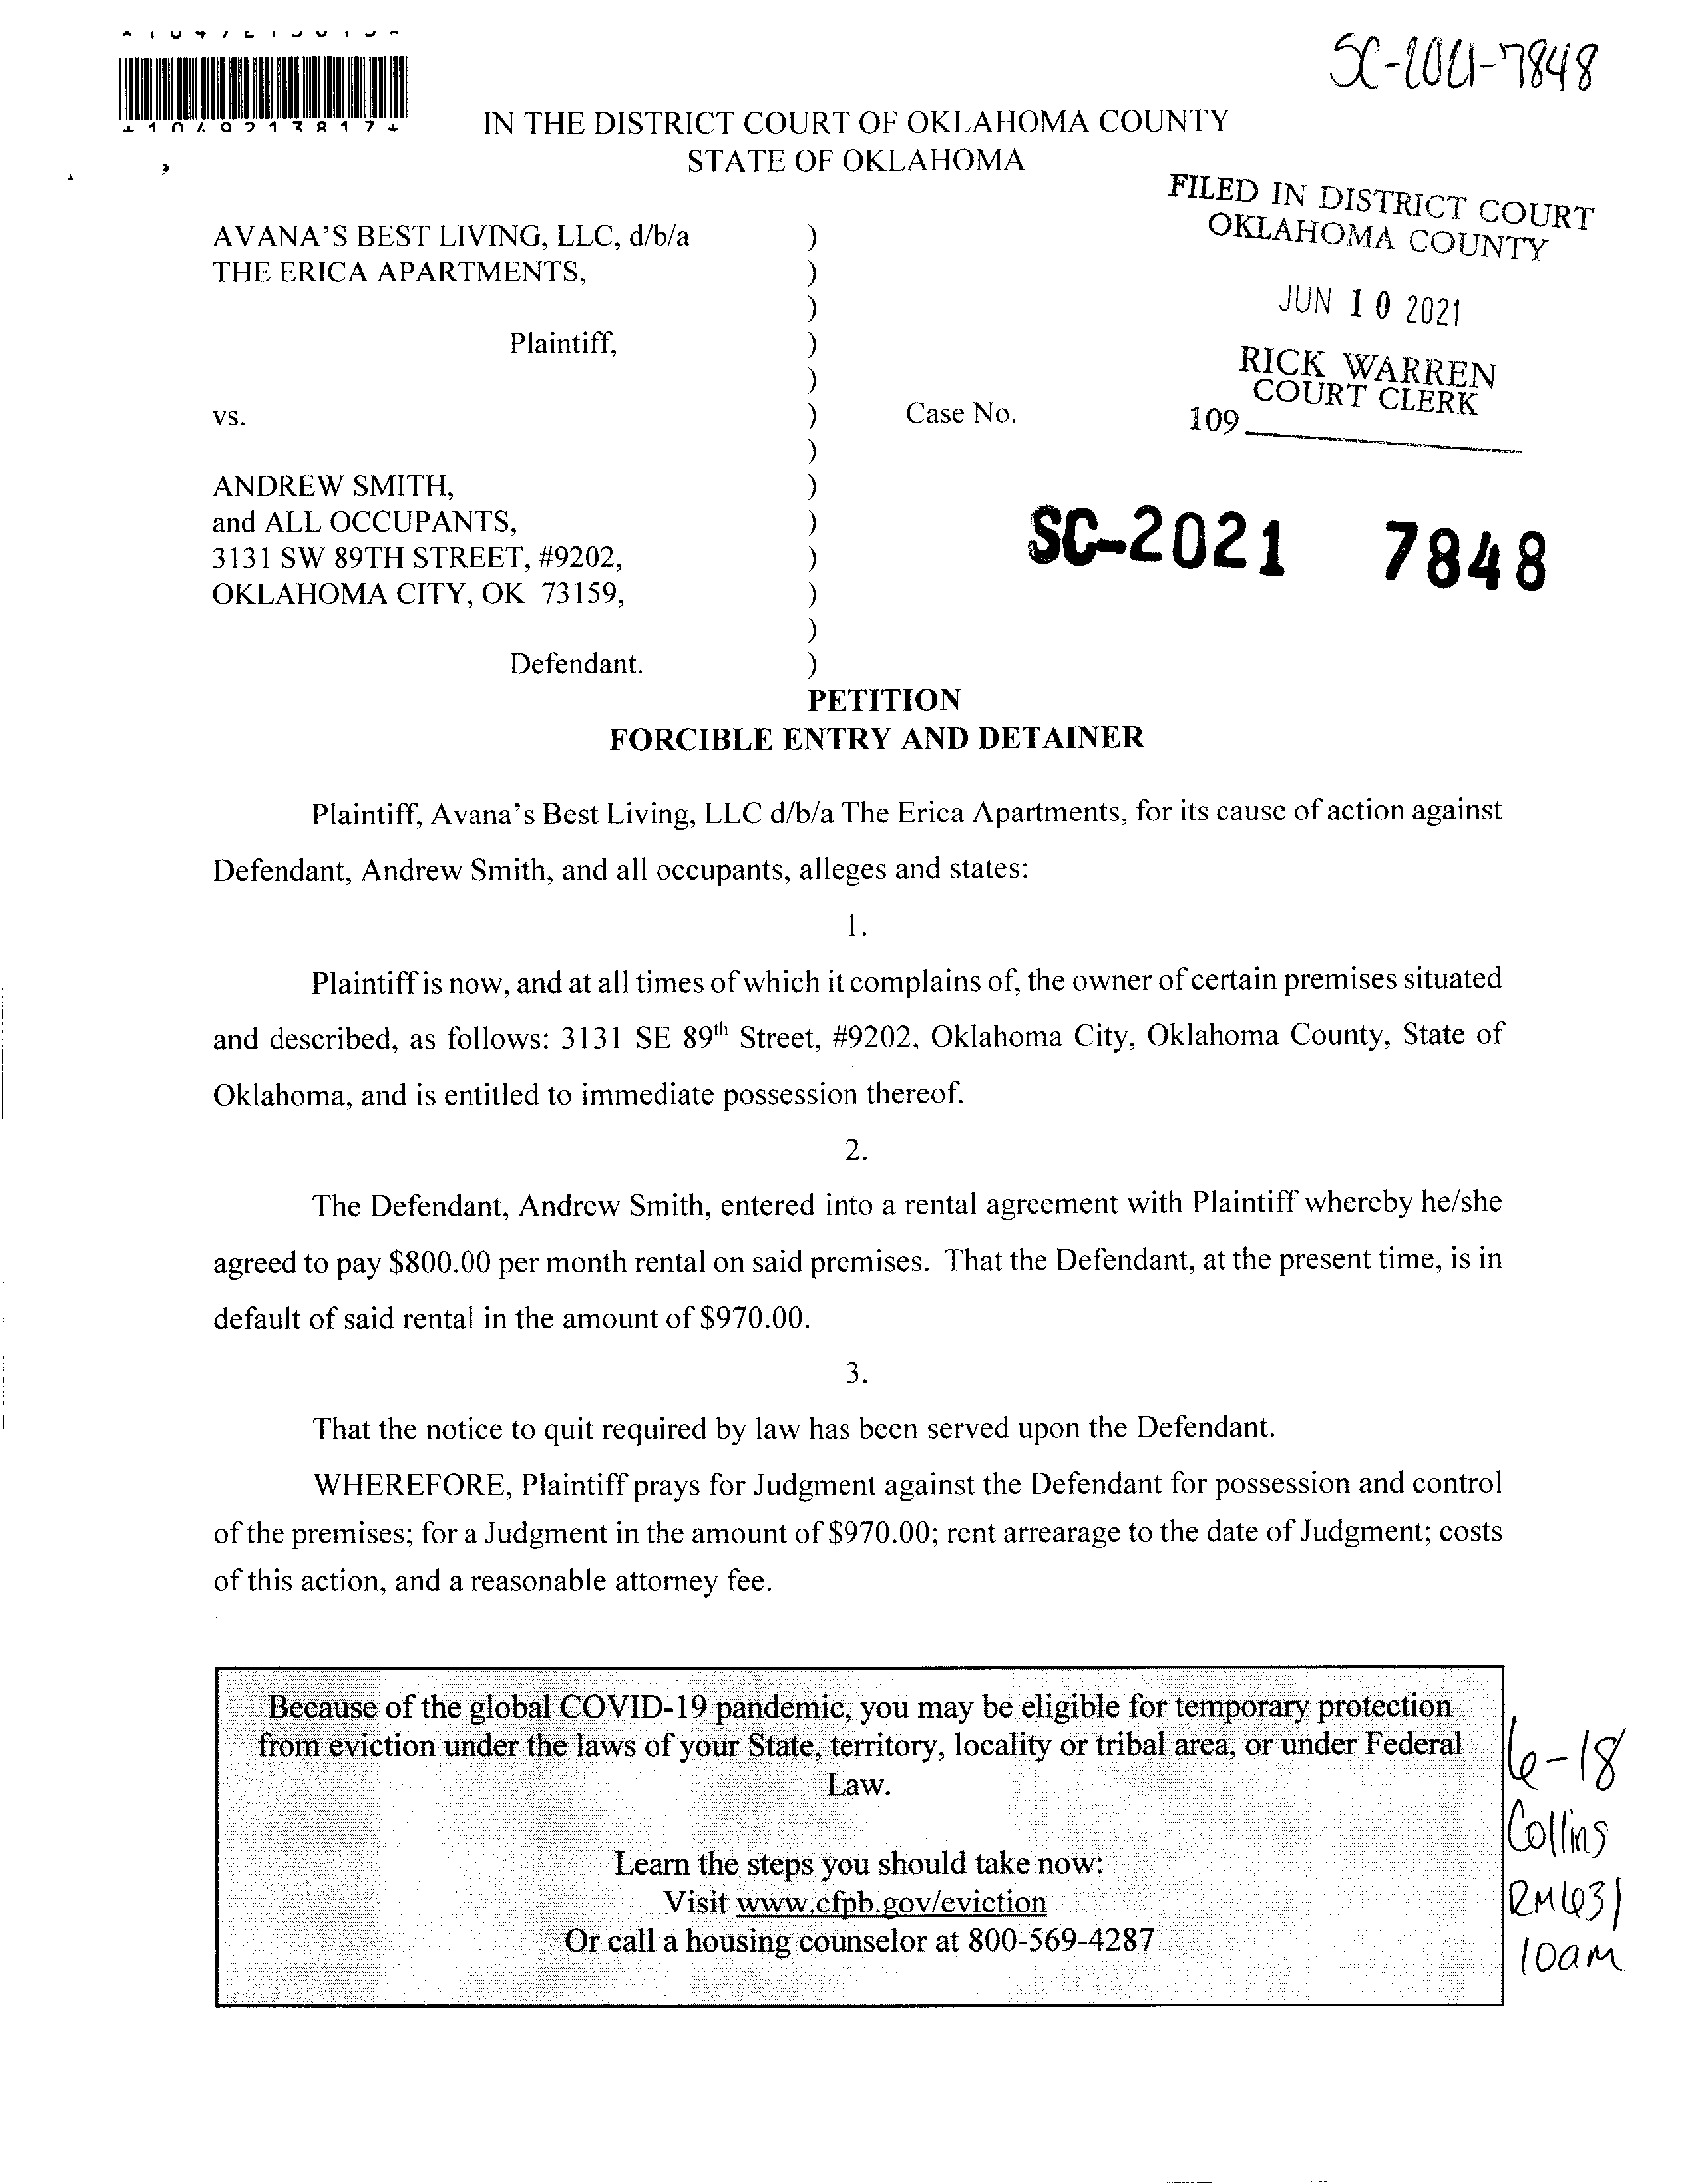 SC-2021-7848
IN THE DISTRICT COURT OF OKLAHOMA COUNTY
STATE OF OKLAHOMA
FILED IN DISTRICT COURT
OKLAHOMA COUNTY
JUN 10 2021
RICK WARREN
COURT CLERK
109
AVANA'S BEST LIVING, LLC, d/b/a )
THE ERICA APARTMENTS, )
)
Plaintiff, )
)
vs. ) Case No.
)
ANDREW SMITH, )
and ALL OCCUPANTS, ) SC-2021 7848
3131 SW 89TH STREET, #9202, )
OKLAHOMA CITY, OK 73159, )
)
Defendant. )
PETITION
FORCIBLE ENTRY AND DETAINER
Plaintiff, Avana's Best Living, LLC d/b/a The Erica Apartments, for its cause of action against
Defendant, Andrew Smith, and all occupants, alleges and states:
1.
Plaintiff is now, and at all times of which it complains of, the owner of certain premises situated
and described, as follows: 3131 SE 89th Street, #9202, Oklahoma City, Oklahoma County, State of
Oklahoma, and is entitled to immediate possession thereof.
2.
The Defendant, Andrew Smith, entered into a rental agreement with Plaintiff whereby he/she
agreed to pay $800.00 per month rental on said premises. That the Defendant, at the present time, is in
default of said rental in the amount of $970.00.
3.
That the notice to quit required by law has been served upon the Defendant.
WHEREFORE, Plaintiff prays for Judgment against the Defendant for possession and control
of the premises; for a Judgment in the amount of $970.00; rent arrearage to the date of Judgment; costs
of this action, and a reasonable attorney fee.
Because of the global COVID-19 pandemic, you may be eligible for temporary protection
from eviction under the laws of your State, territory, locality or tribal area, or under Federal
Law.
Learn the steps you should take now:
Visit www.cfpb.gov/eviction
Or call a housing counselor at 800-569-4287
6-18
Collins
RM631
10am